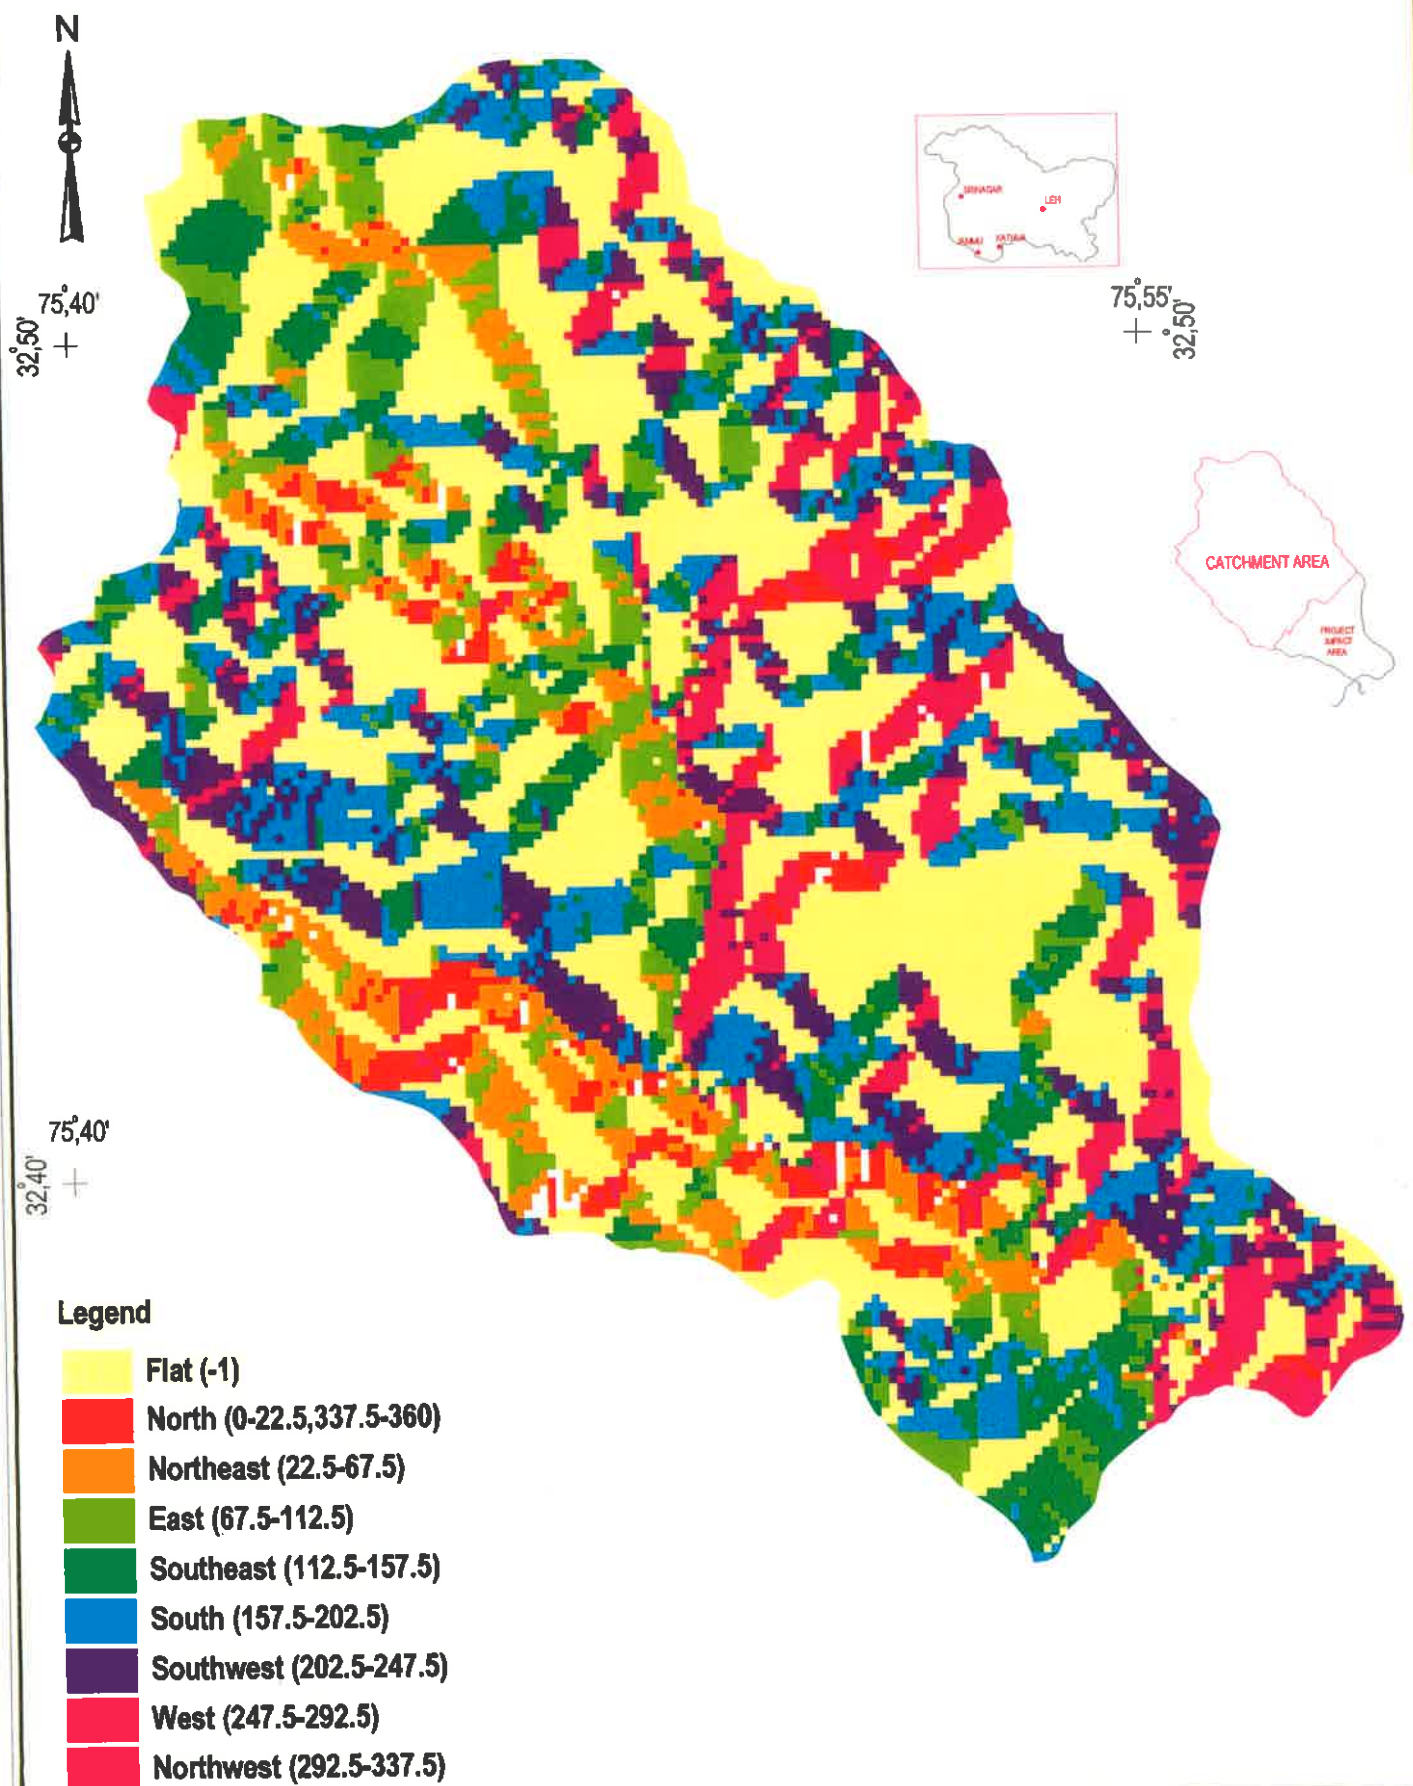 N
SRINAGAR
LEH
JAMMU
75°,40'
32°,50'
75°,55'
32°,50'
CATCHMENT AREA
PROJECT
IMPACT
AREA
75°,40'
32°,40'
Legend
Flat (-1)
North (0-22.5,337.5-360)
Northeast (22.5-67.5)
East (67.5-112.5)
Southeast (112.5-157.5)
South (157.5-202.5)
Southwest (202.5-247.5)
West (247.5-292.5)
Northwest (292.5-337.5)